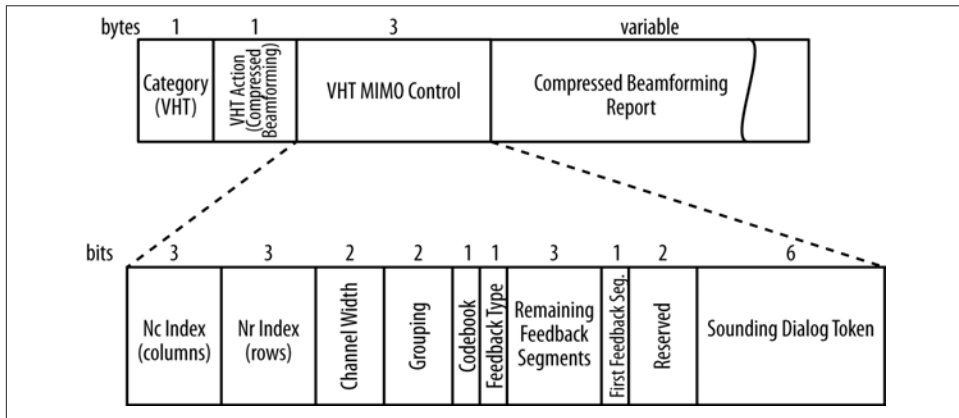 bytes 1 1 3 variable
Category
(VHT)
VHT Action
(Compressed
Beamforming)
VHT MIMO Control
Compressed Beamforming
Report
bits 3 3 2 2 1 1 3 1 2 6
Nc Index
(columns)
Nr Index
(rows)
Channel Width
Grouping
Codebook
Feedback Type
Remaining
Feedback
Segments
First Feedback Seg.
Reserved
Sounding Dialog Token